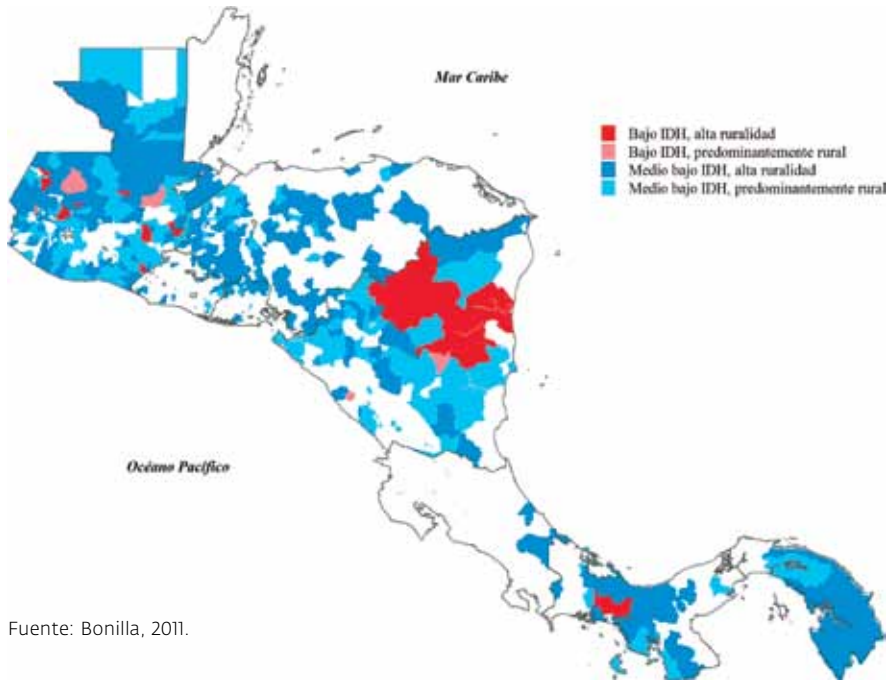 Mar Caribe
Bajo IDH, alta ruralidad
Bajo IDH, predominantemente rural
Medio bajo IDH, alta ruralidad
Medio bajo IDH, predominantemente rural
Océano Pacífico
Fuente: Bonilla, 2011.